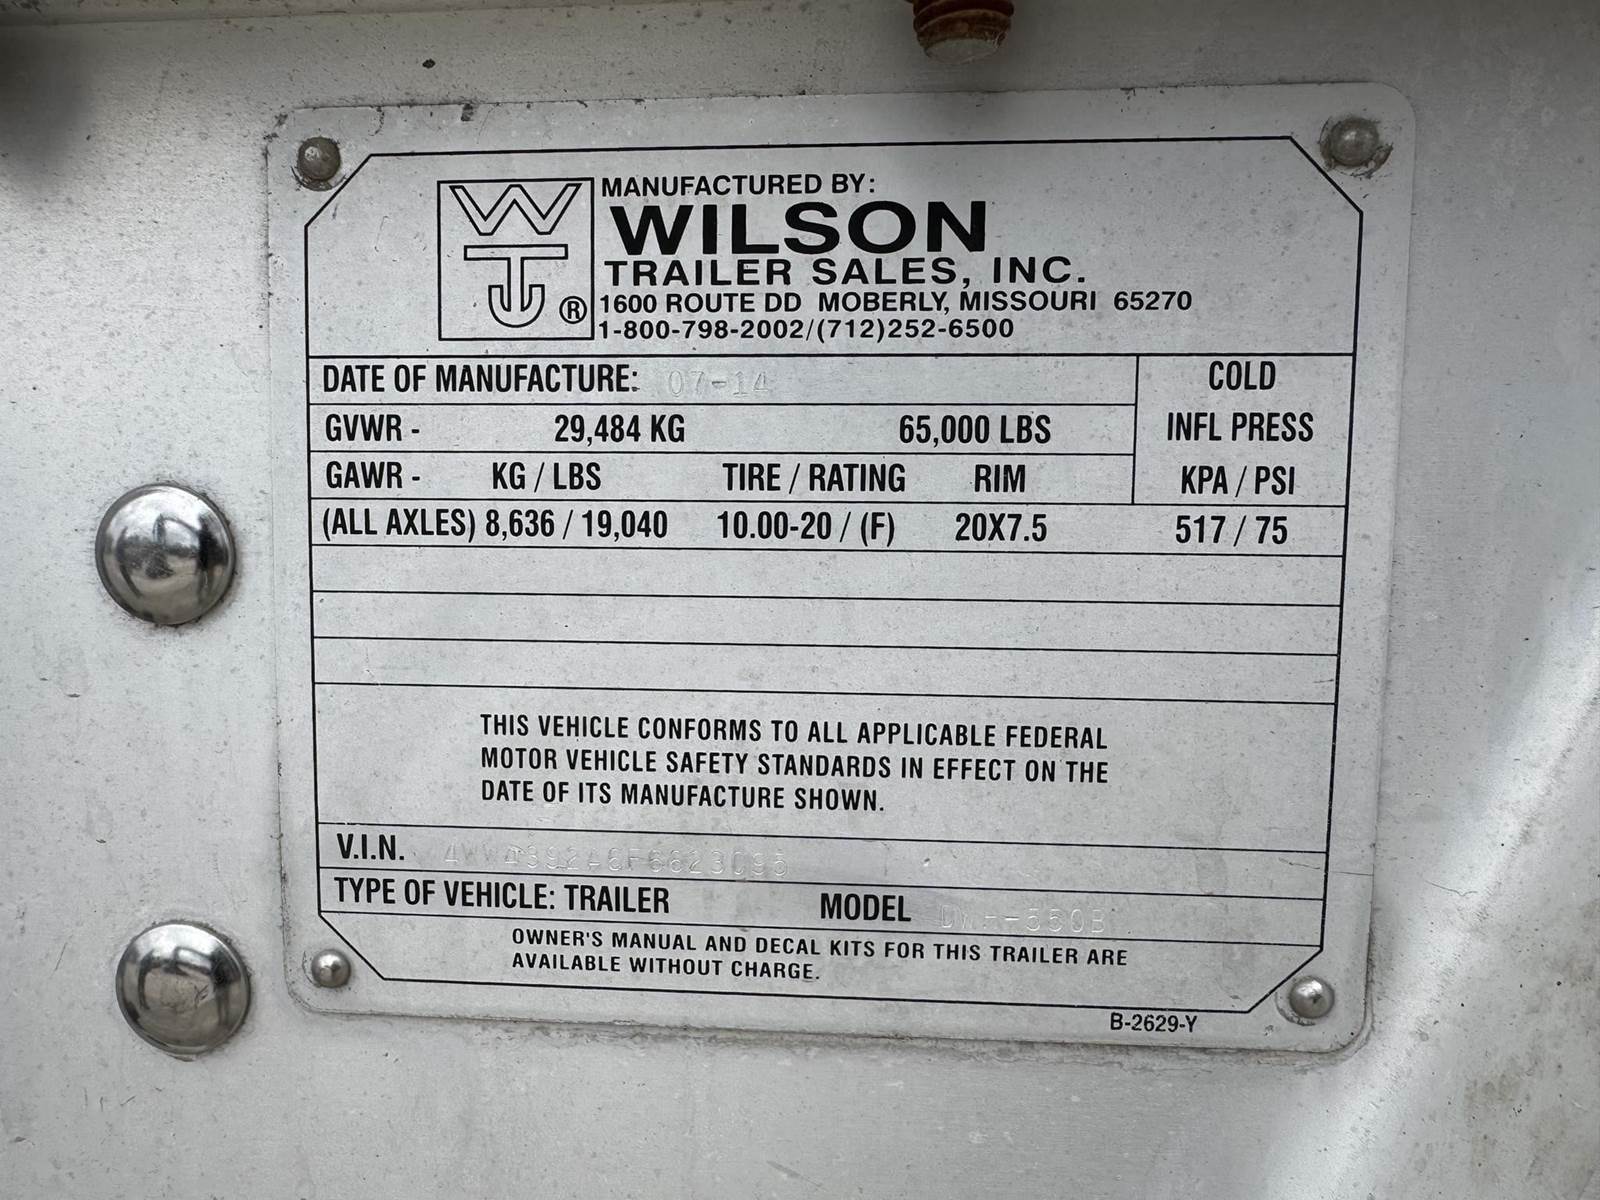 WTJ ®
MANUFACTURED BY:
WILSON
TRAILER SALES, INC.
1600 ROUTE DD MOBERLY, MISSOURI 65270
1-800-798-2002/(712)252-6500
DATE OF MANUFACTURE: 07-14
COLD
INFL PRESS
KPA / PSI
GVWR - 29,484 KG 65,000 LBS
GAWR - KG / LBS TIRE / RATING RIM
(ALL AXLES) 8,636 / 19,040 10.00-20 / (F) 20X7.5 517 / 75
THIS VEHICLE CONFORMS TO ALL APPLICABLE FEDERAL
MOTOR VEHICLE SAFETY STANDARDS IN EFFECT ON THE
DATE OF ITS MANUFACTURE SHOWN.
V.I.N.
TYPE OF VEHICLE: TRAILER MODEL
OWNER'S MANUAL AND DECAL KITS FOR THIS TRAILER ARE
AVAILABLE WITHOUT CHARGE.
B-2629-Y